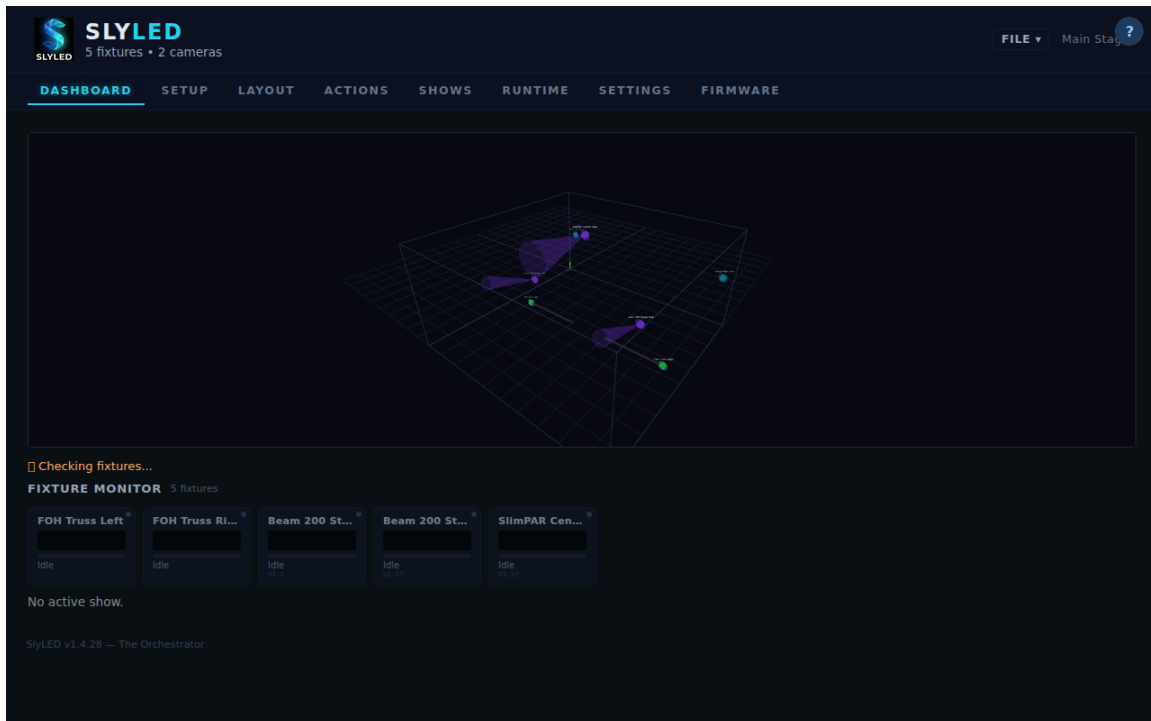 SLYLED
SLYLED
5 fixtures • 2 cameras
FILE ▾
Main Stag
?
DASHBOARD SETUP LAYOUT ACTIONS SHOWS RUNTIME SETTINGS FIRMWARE
Checking fixtures...
FIXTURE MONITOR 5 fixtures
FOH Truss Left FOH Truss Ri... Beam 200 St... Beam 200 St... SlimPAR Cen...
Idle Idle Idle Idle Idle
No active show.
SlyLED v1.4.28 — The Orchestrator